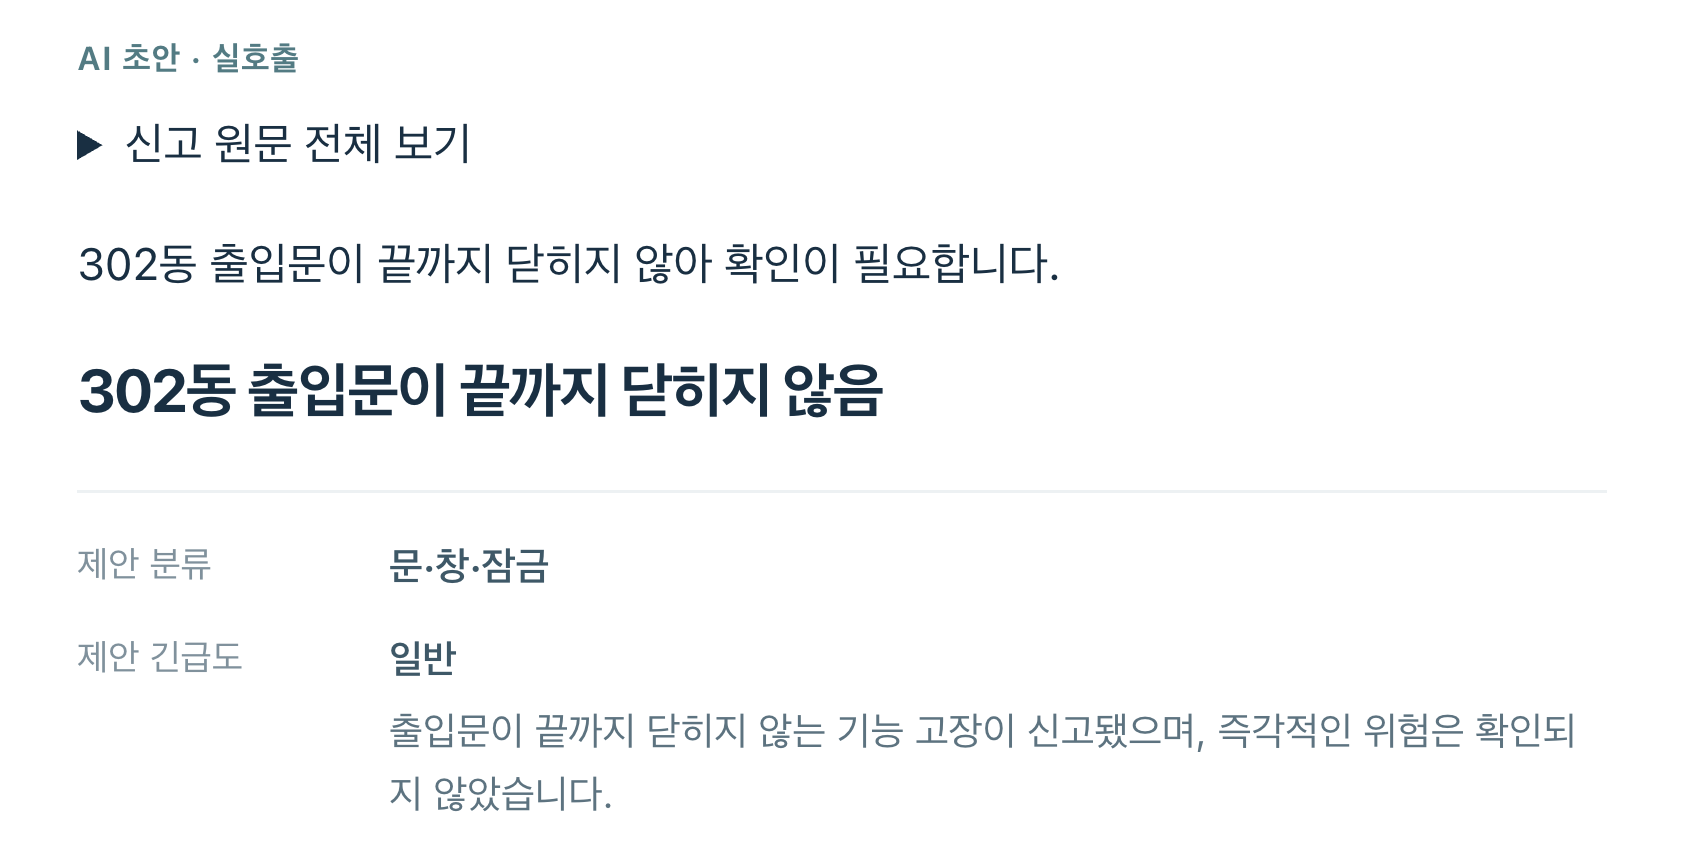 AI 초안 · 실호출
▶ 신고 원문 전체 보기
302동 출입문이 끝까지 닫히지 않아 확인이 필요합니다.
302동 출입문이 끝까지 닫히지 않음
제안 분류 문·창·잠금
제안 긴급도 일반
출입문이 끝까지 닫히지 않는 기능 고장이 신고됐으며, 즉각적인 위험은 확인되
지 않았습니다.